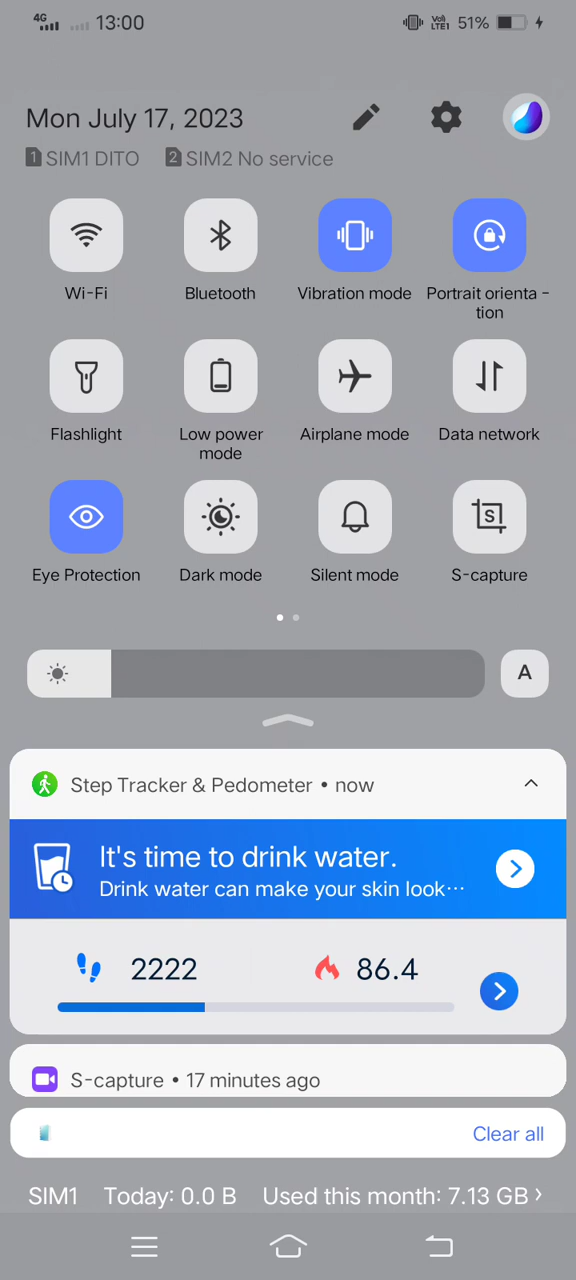 4G 13:00 Vo) LTE1 51%
Mon July 17, 2023
1 SIM1 DITO 2 SIM2 No service
Wi-Fi Bluetooth Vibration mode Portrait orienta -
tion
Flashlight Low power Airplane mode Data network
mode
S
Eye Protection Dark mode Silent mode S-capture
A
Step Tracker & Pedometer • now
It's time to drink water.
Drink water can make your skin look···
2222 86.4
S-capture • 17 minutes ago
Clear all
SIM1 Today: 0.0 B Used this month: 7.13 GB ›